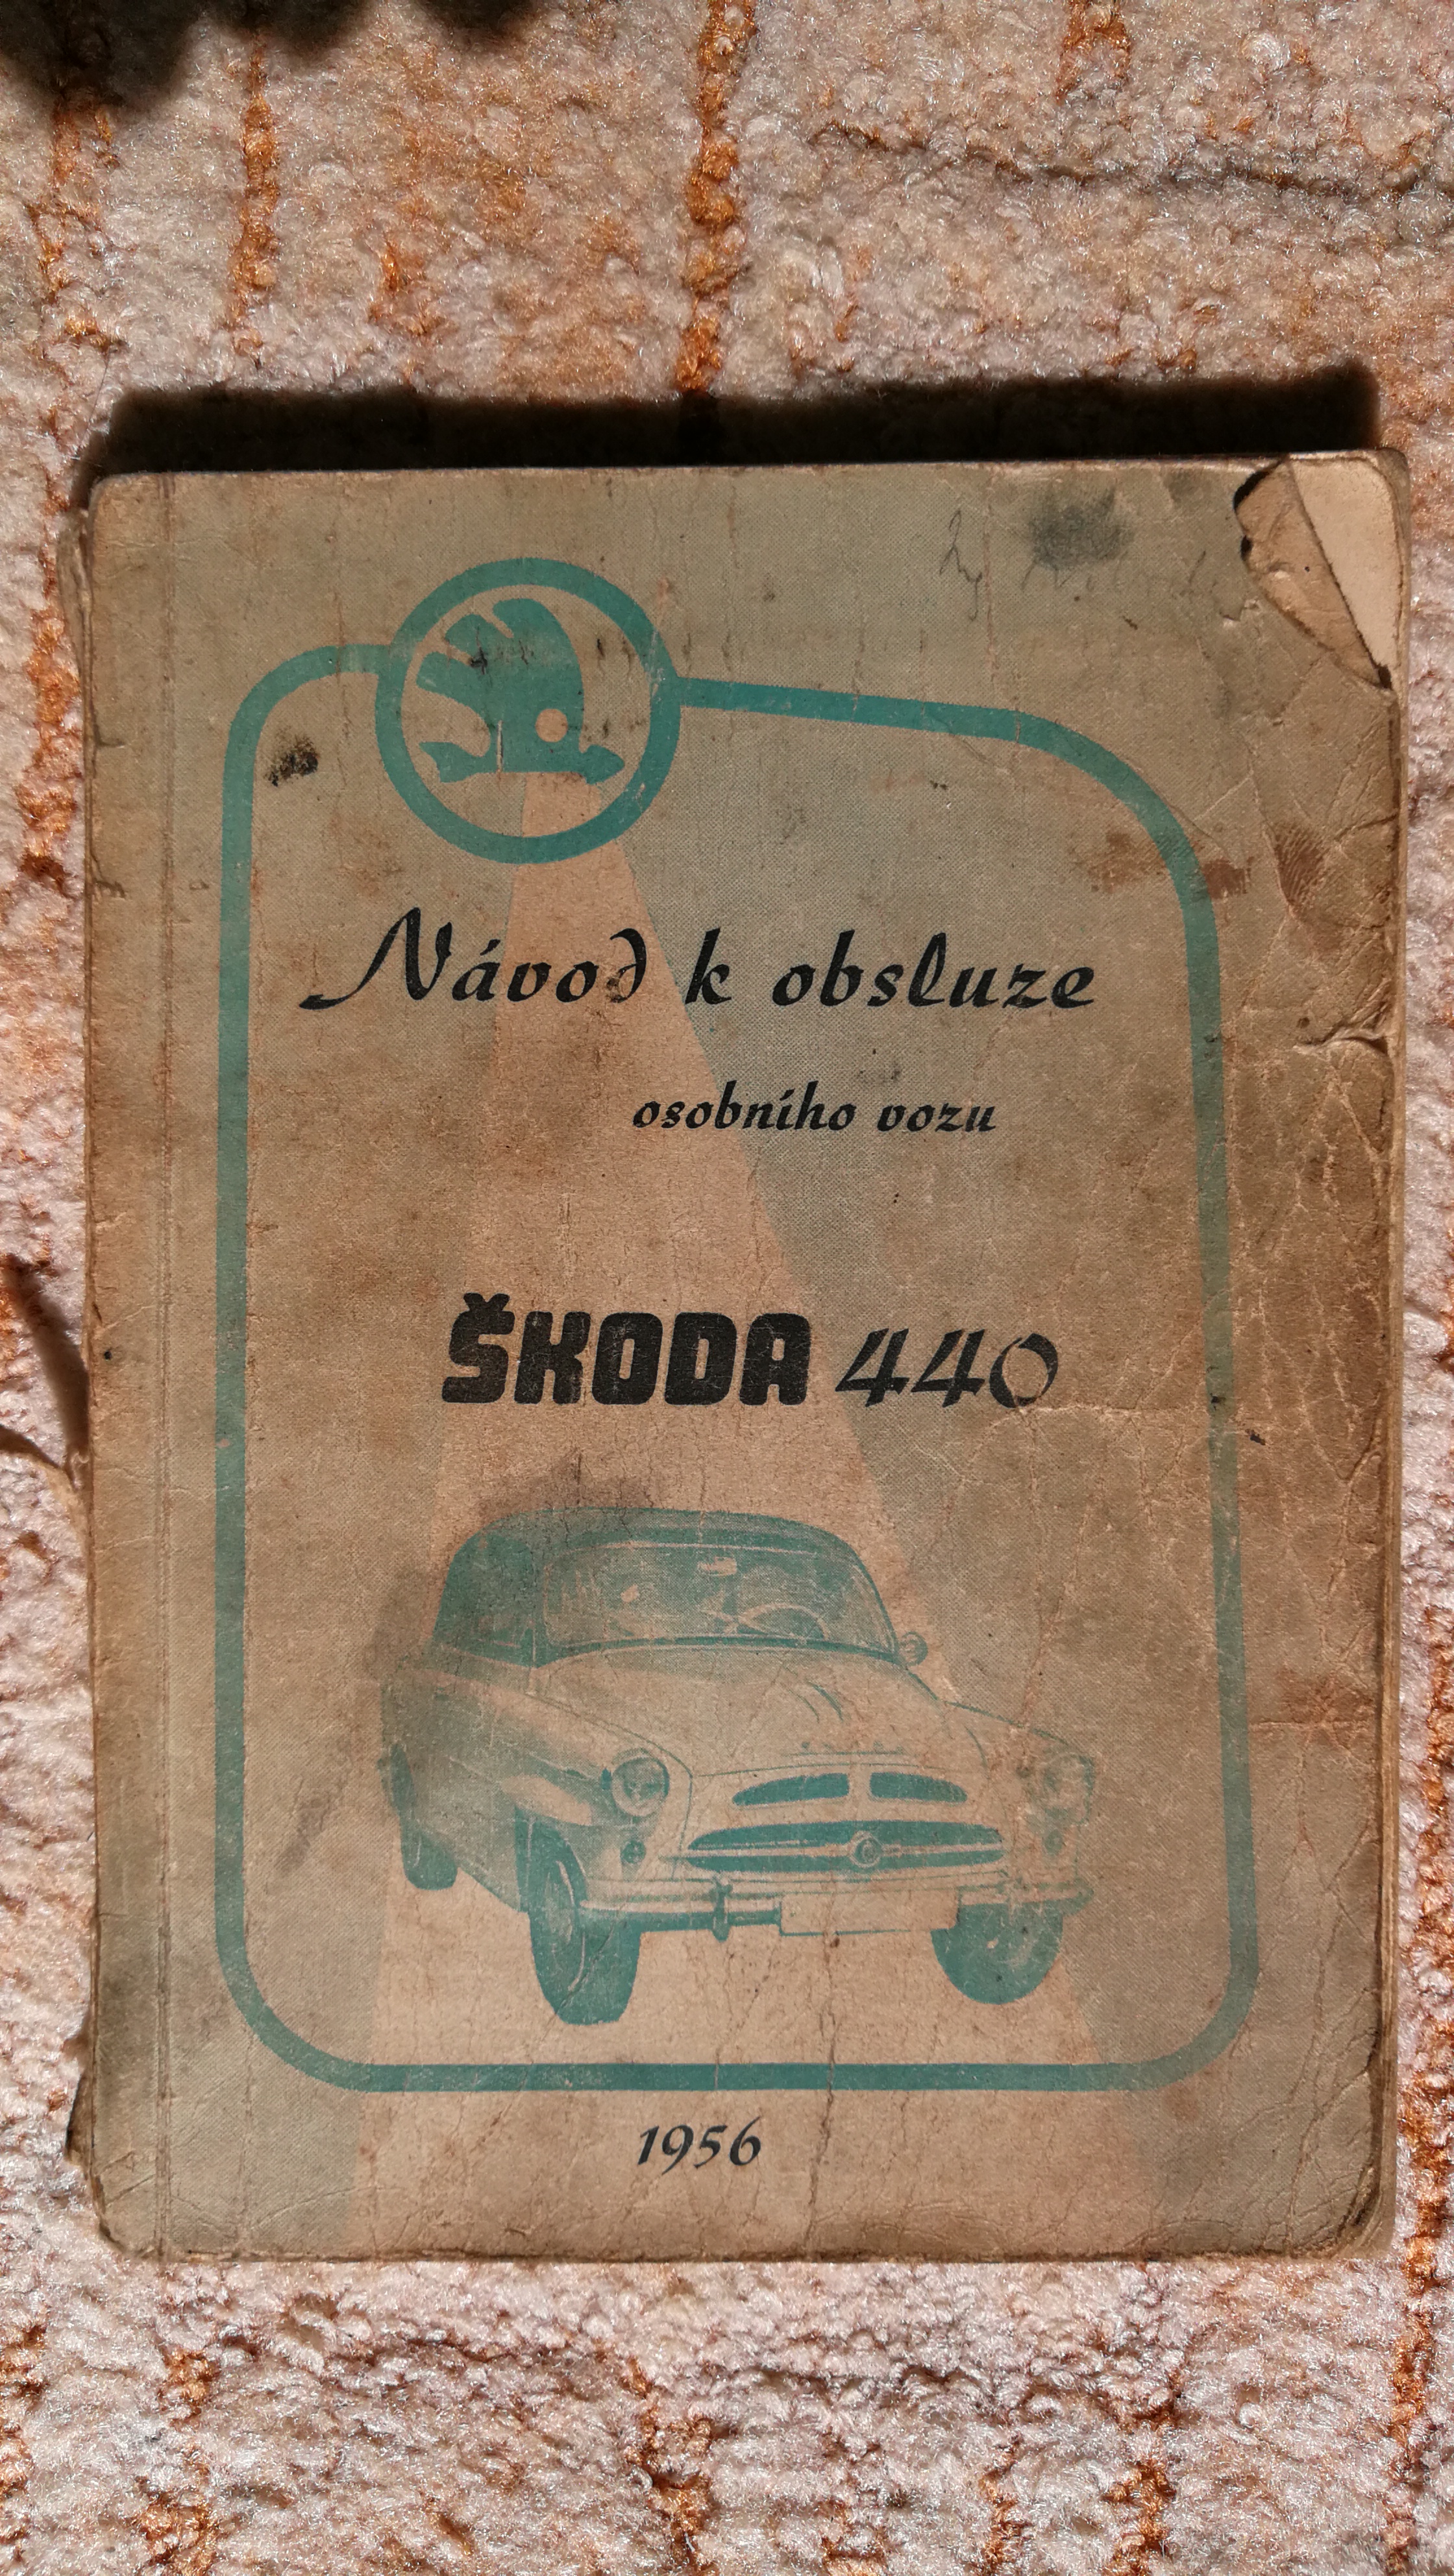 Návod k obsluze
osobního vozu
ŠKODA 440
1956